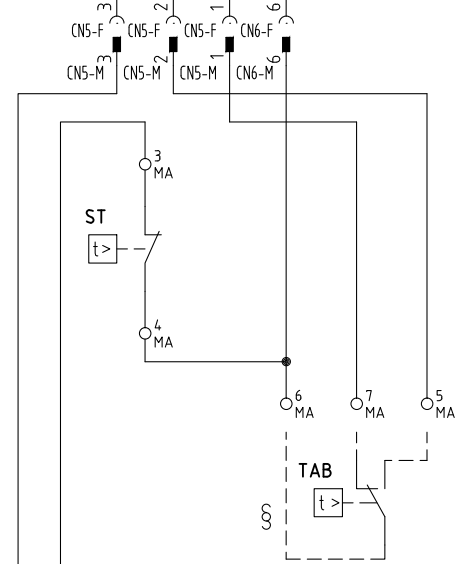 3 2 1 6
CN5-F CN5-F CN5-F CN6-F
3 2 1 6
CN5-M CN5-M CN5-M CN6-M
3
MA
ST
t>
4
MA
6 7 5
MA MA MA
TAB
t>